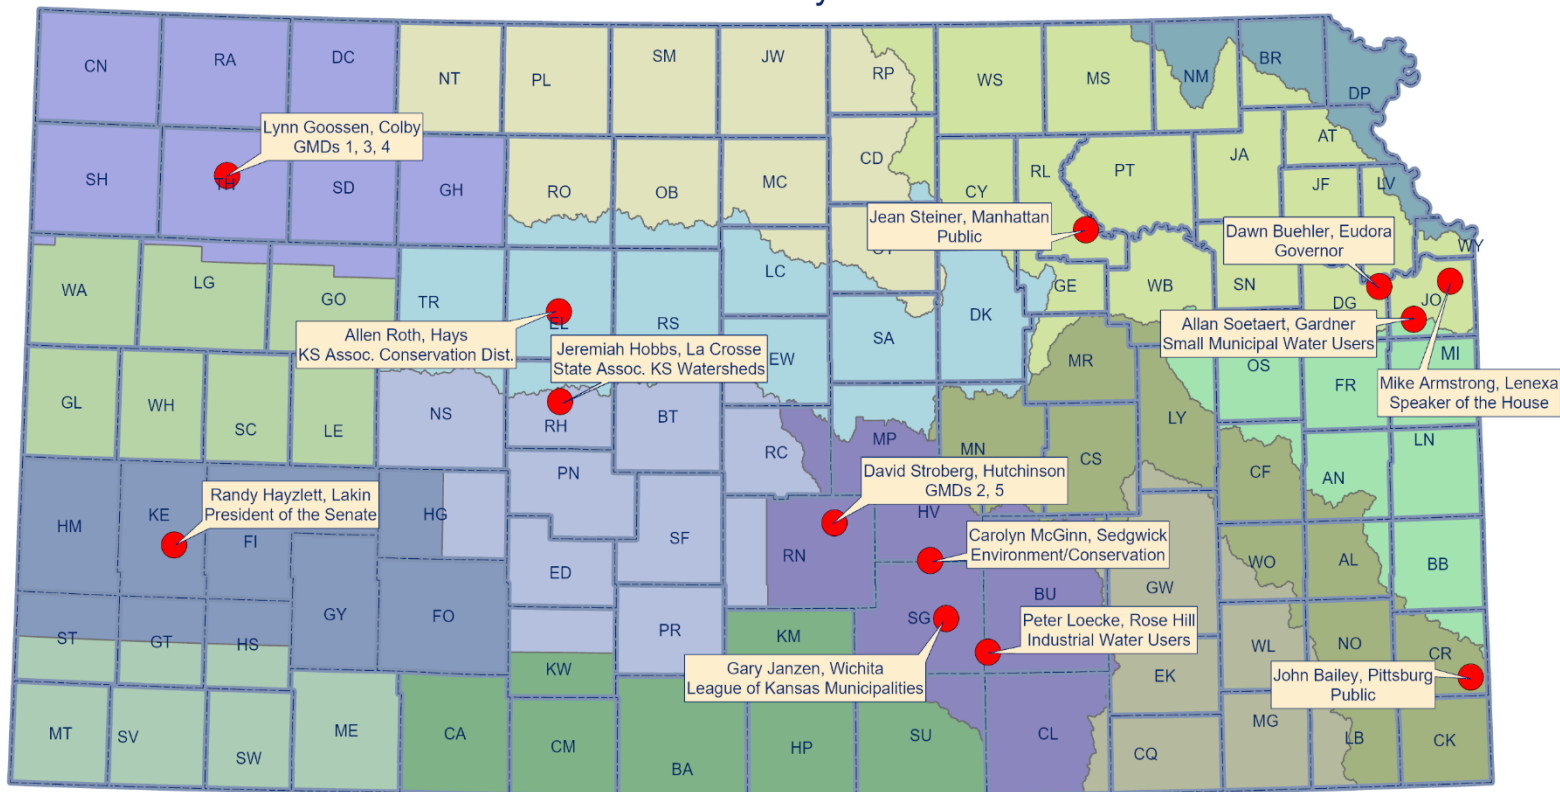 CN
RA
DC
NT
PL
SM
JW
RP
WS
MS
NM
BR
DP
Lynn Goossen, Colby
GMDs 1, 3, 4
SH
TH
SD
GH
RO
OB
MC
CD
CY
RL
PT
JA
AT
JF
LV
Jean Steiner, Manhattan
Public
Dawn Buehler, Eudora
Governor
WY
WA
LG
GO
TR
EL
RS
LC
SA
DK
GE
WB
SN
DG
JO
Allen Roth, Hays
KS Assoc. Conservation Dist.
Jeremiah Hobbs, La Crosse
State Assoc. KS Watersheds
EW
Allan Soetaert, Gardner
Small Municipal Water Users
Mike Armstrong, Lenexa
Speaker of the House
GL
WH
SC
LE
NS
RH
BT
RC
MP
MN
MR
CS
LY
OS
FR
MI
CF
AN
LN
Randy Hayzlett, Lakin
President of the Senate
David Stroberg, Hutchinson
GMDs 2, 5
HM
KE
FI
HG
PN
ED
SF
RN
HV
Carolyn McGinn, Sedgwick
Environment/Conservation
BU
GW
WO
AL
BB
ST
GT
HS
GY
FO
PR
KM
SG
Peter Loecke, Rose Hill
Industrial Water Users
Gary Janzen, Wichita
League of Kansas Municipalities
KW
EK
WL
NO
CR
John Bailey, Pittsburg
Public
MT
SV
SW
ME
CA
CM
BA
HP
SU
CL
CQ
MG
LB
CK